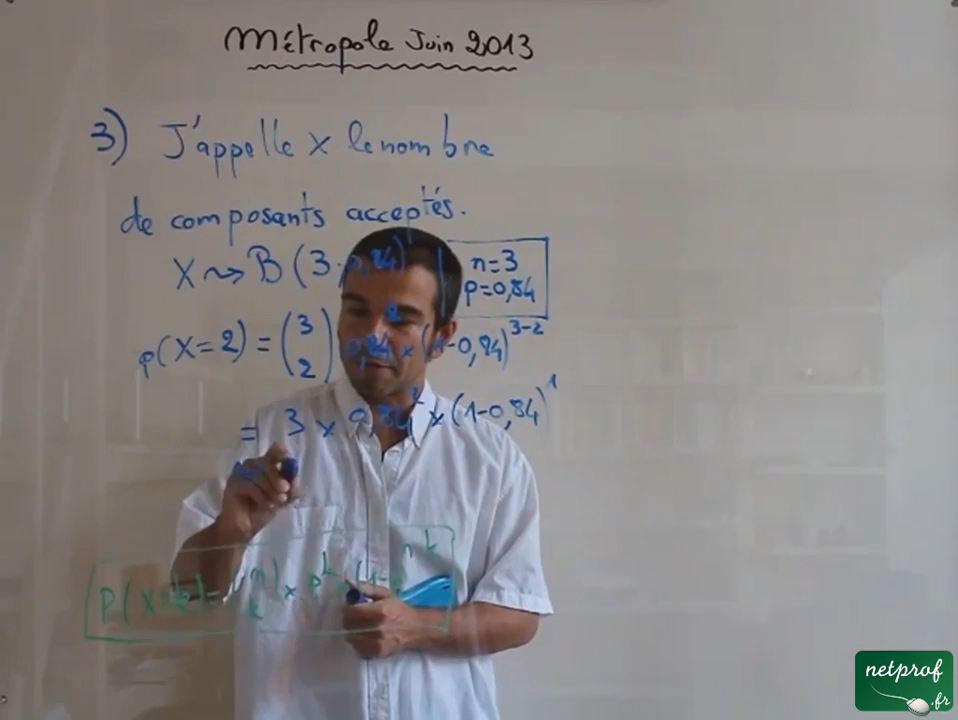 Métropole Juin 2013
3) J'appelle X le nombre
de composants acceptés.
X ⤳ B (3; 0,84)
n=3
p=0,84
p(X=2) = (3 2) 0,84² × (1-0,84)³⁻²
= 3 × 0,84² × (1-0,84)¹
P(X=k) = (n k) × p^k × (1-p)^n-k
netprof
.fr